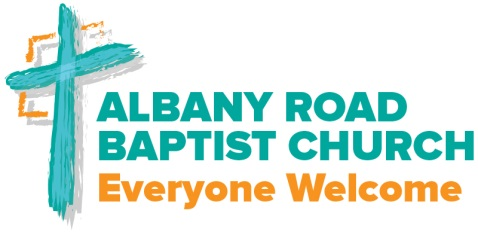 ALBANY ROAD
BAPTIST CHURCH
Everyone Welcome